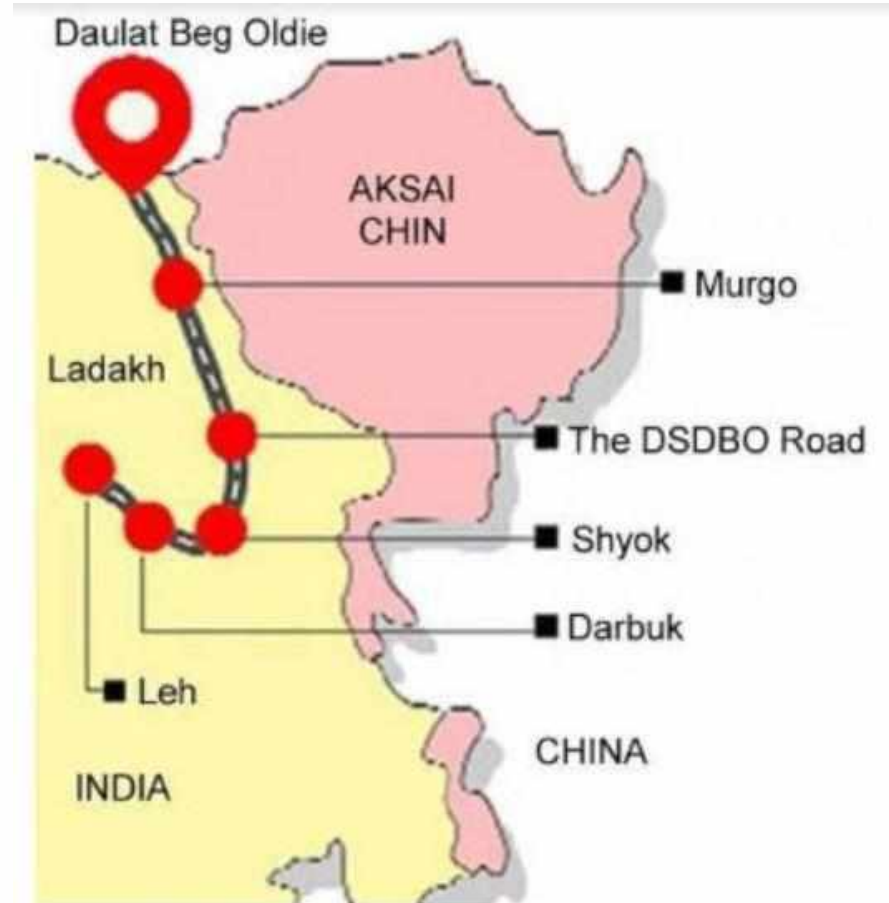 Daulat Beg Oldie
AKSAI
CHIN
Murgo
Ladakh
The DSDBO Road
Shyok
Darbuk
Leh
CHINA
INDIA